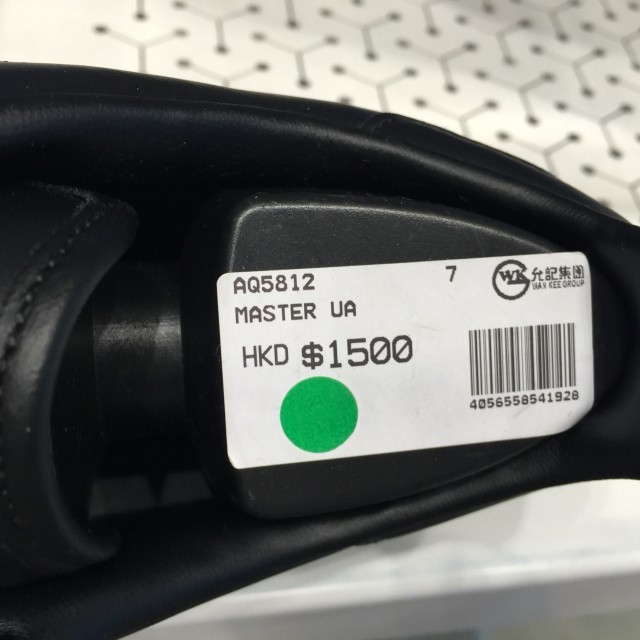 AQ5812 7
MASTER UA
HKD $1500
WK 允記集團
WAN KEE GROUP
4056558541928